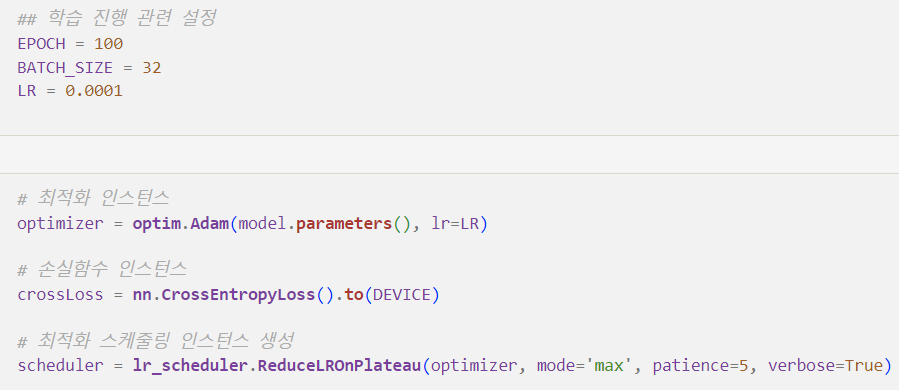 ## 학습 진행 관련 설정
EPOCH = 100
BATCH_SIZE = 32
LR = 0.0001
# 최적화 인스턴스
optimizer = optim.Adam(model.parameters(), lr=LR)
# 손실함수 인스턴스
crossLoss = nn.CrossEntropyLoss().to(DEVICE)
# 최적화 스케줄링 인스턴스 생성
scheduler = lr_scheduler.ReduceLROnPlateau(optimizer, mode='max', patience=5, verbose=True)